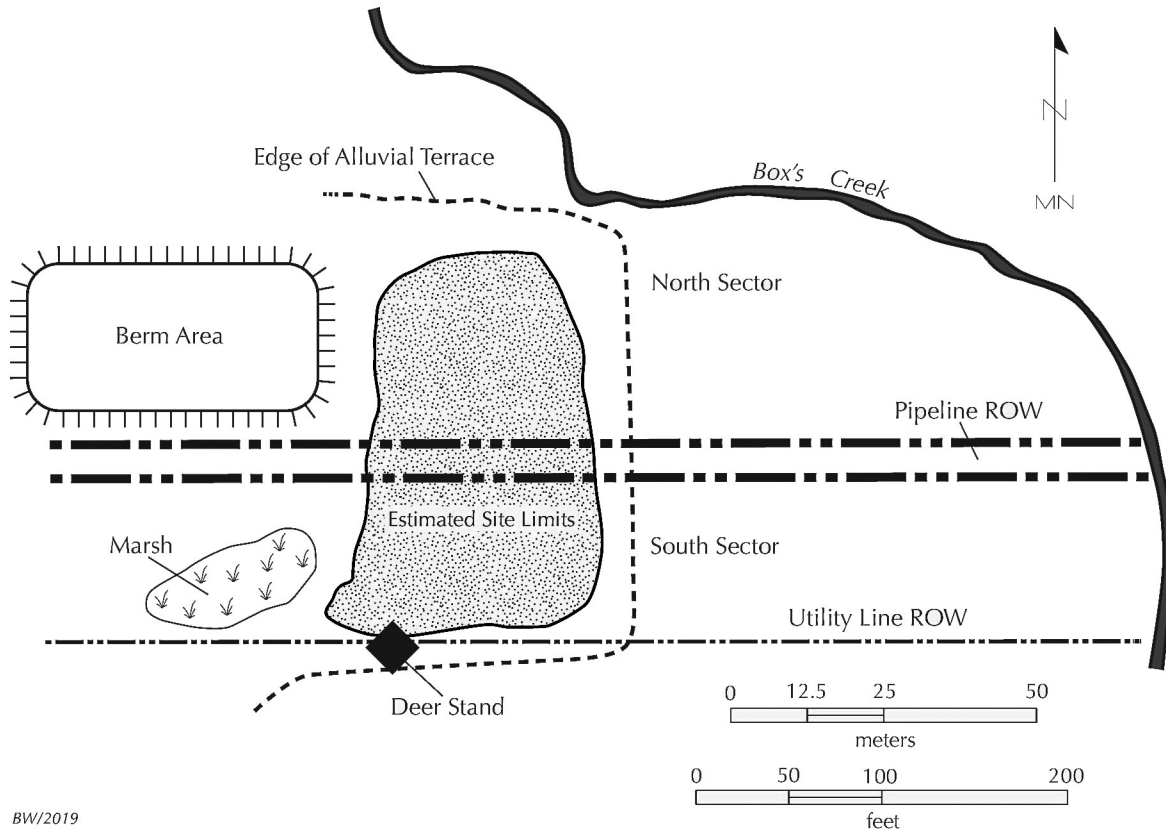 Edge of Alluvial Terrace
Box's Creek
N
MN
North Sector
Berm Area
Pipeline ROW
Estimated Site Limits
Marsh
South Sector
Utility Line ROW
Deer Stand
0 12.5 25 50
meters
0 50 100 200
feet
BW/2019